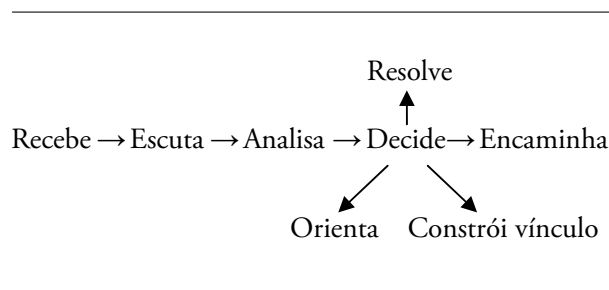 Resolve
Recebe → Escuta → Analisa → Decide → Encaminha
Orienta Constrói vínculo